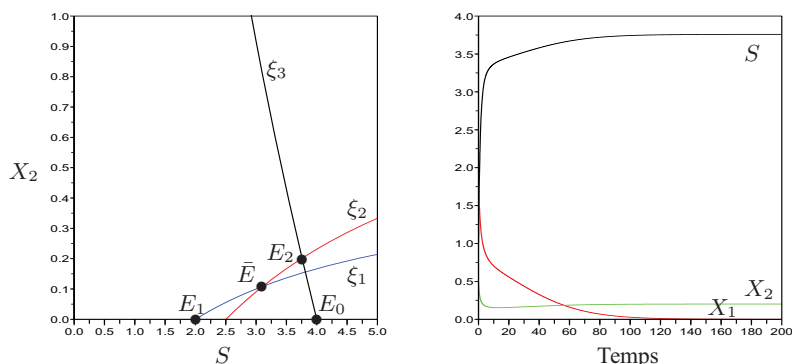 1.0
0.9
0.8
0.7
0.6
0.5
0.4
0.3
0.2
0.1
0.0
X₂
ξ₃
ξ₂
E₂
Ē
ξ₁
E₁
E₀
0.0 0.5 1.0 1.5 2.0 2.5 3.0 3.5 4.0 4.5 5.0
S
4.0
3.5
3.0
2.5
2.0
1.5
1.0
0.5
0.0
S
X₂
X₁
0 20 40 60 80 100 120 140 160 180 200
Temps